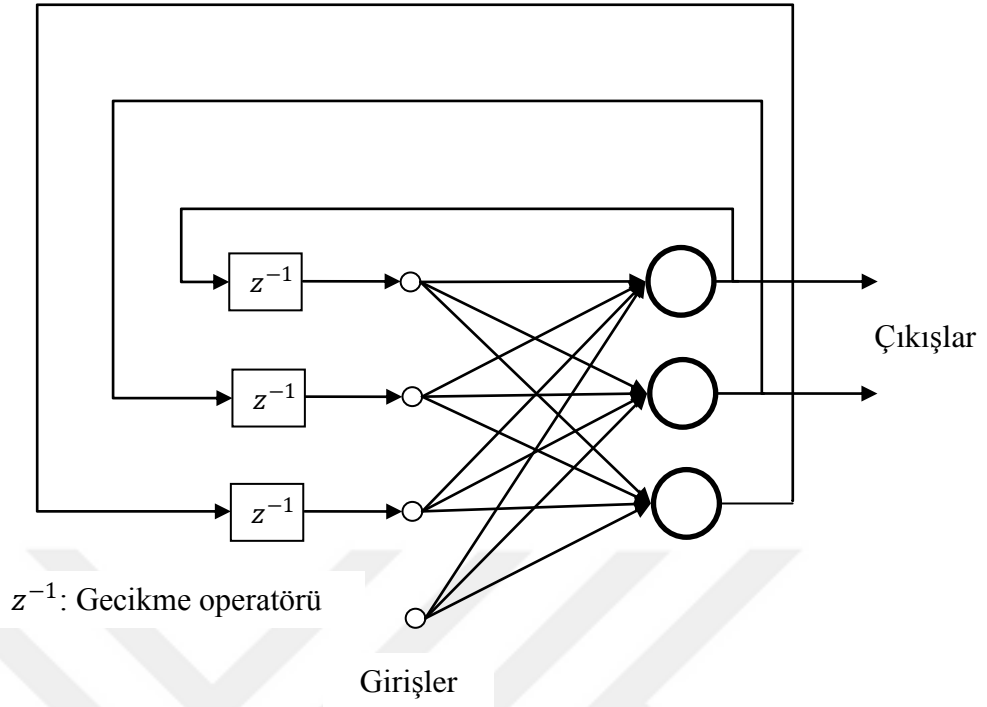 z⁻¹
Çıkışlar
z⁻¹
z⁻¹
z⁻¹: Gecikme operatörü
Girişler